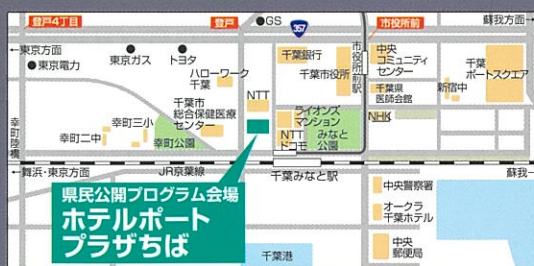 登戸4丁目
登戸
●GS
357
市役所前
蘇我方面→
←東京方面
●東京電力
東京ガス
トヨタ
ハローワーク
千葉
千葉市
総合保健医療
センター
NTT
千葉銀行
千葉市役所
市役所前駅
中央
コミュニティ
センター
千葉県
医師会館
新宿中
千葉
ポートスクエア
幸町陸橋
幸町二中
幸町三小
幸町公園
ライオンズ
マンション
NTT
ドコモ
みなと
公園
NHK
←舞浜・東京方面
JR京葉線
千葉みなと駅
蘇我→
県民公開プログラム会場
ホテルポート
プラザちば
千葉港
中央警察署
オークラ
千葉ホテル
中央
郵便局